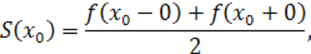 S(x₀) = (f(x₀ − 0) + f(x₀ + 0)) / 2,